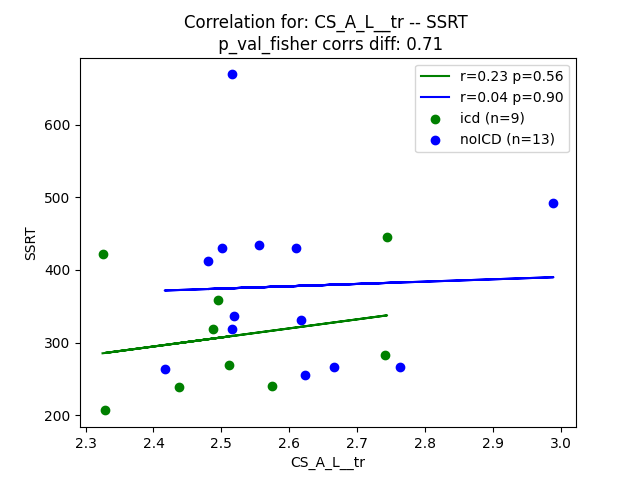 Correlation for: CS_A_L__tr -- SSRT
p_val_fisher corrs diff: 0.71
r=0.23 p=0.56
r=0.04 p=0.90
icd (n=9)
noICD (n=13)
SSRT
600
500
400
300
200
2.3 2.4 2.5 2.6 2.7 2.8 2.9 3.0
CS_A_L__tr